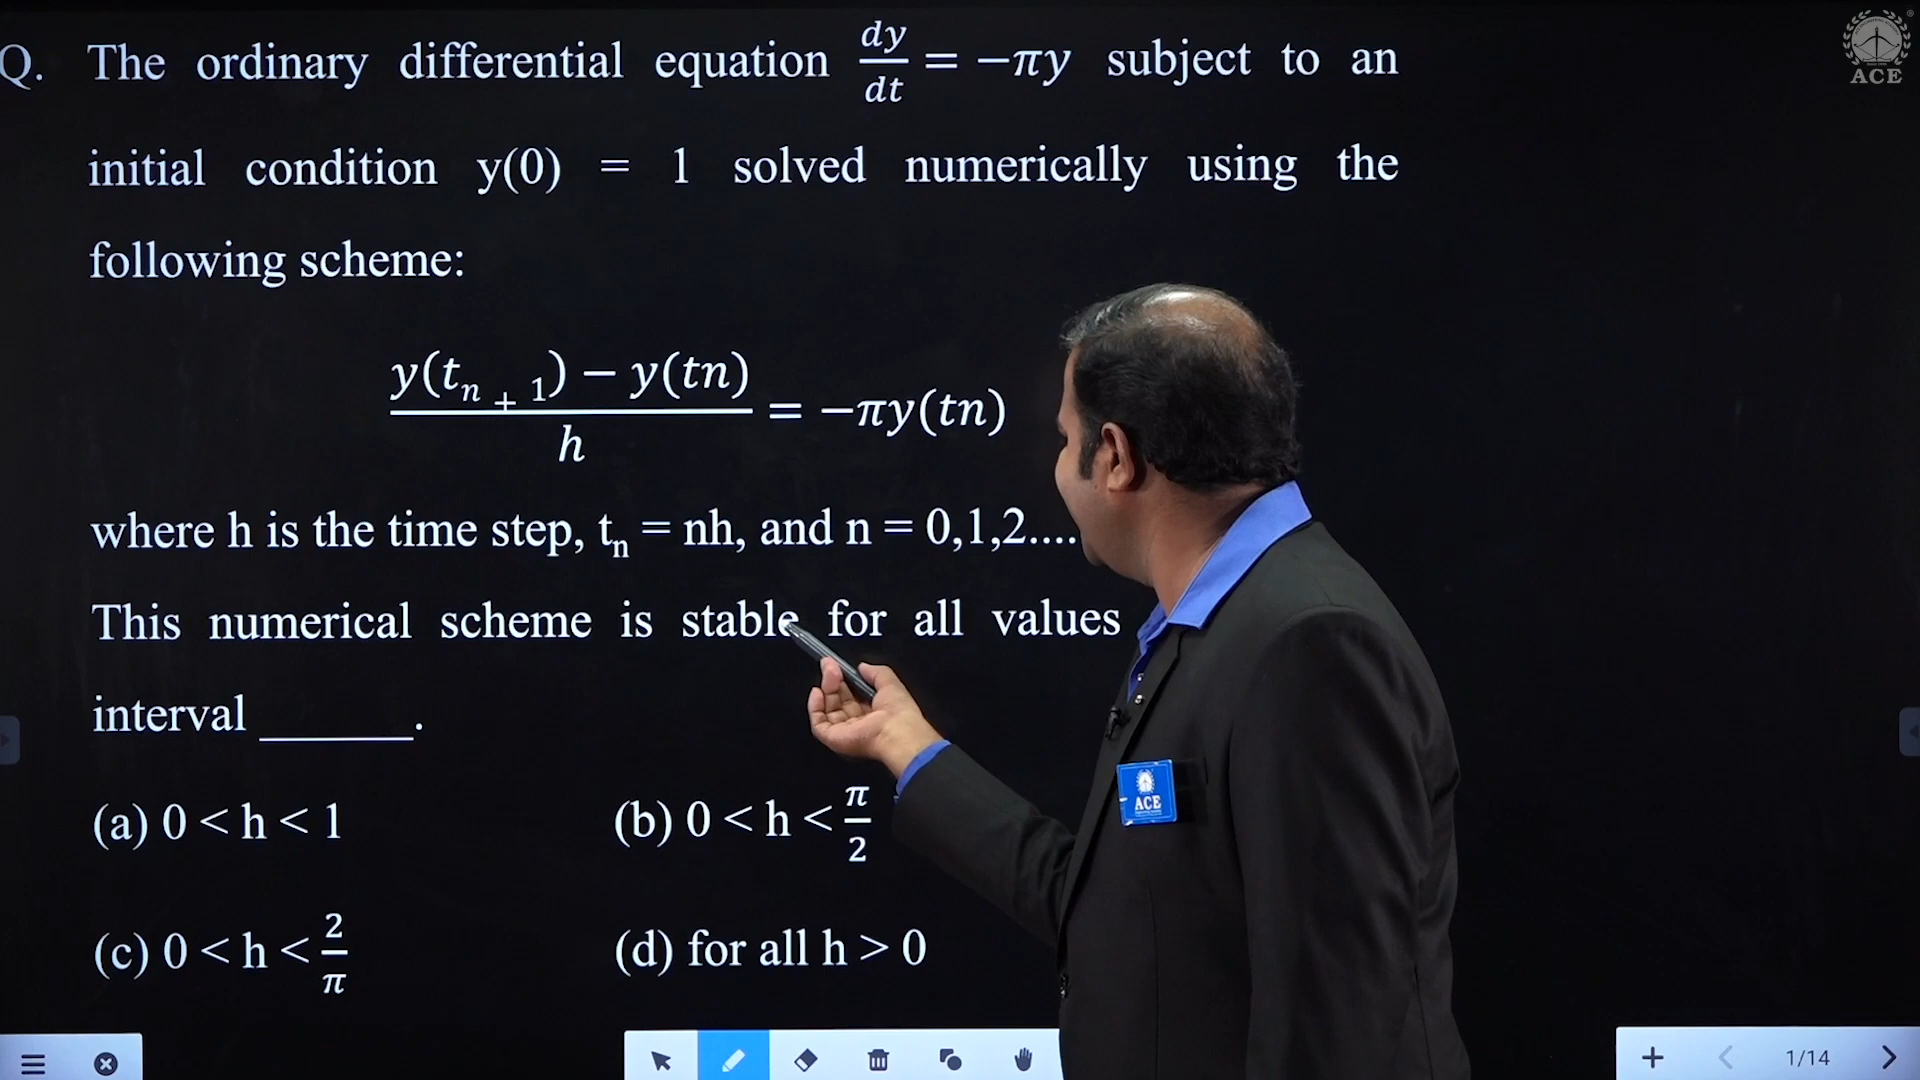 Q. The ordinary differential equation dy/dt = −πy subject to an
initial condition y(0) = 1 solved numerically using the
following scheme:
y(tₙ ₊ ₁) − y(tn) / h = −πy(tn)
where h is the time step, tₙ = nh, and n = 0,1,2....
This numerical scheme is stable for all values
interval ______.
(a) 0 < h < 1
(b) 0 < h < π/2
(c) 0 < h < 2/π
(d) for all h > 0
ACE
ACE
1/14